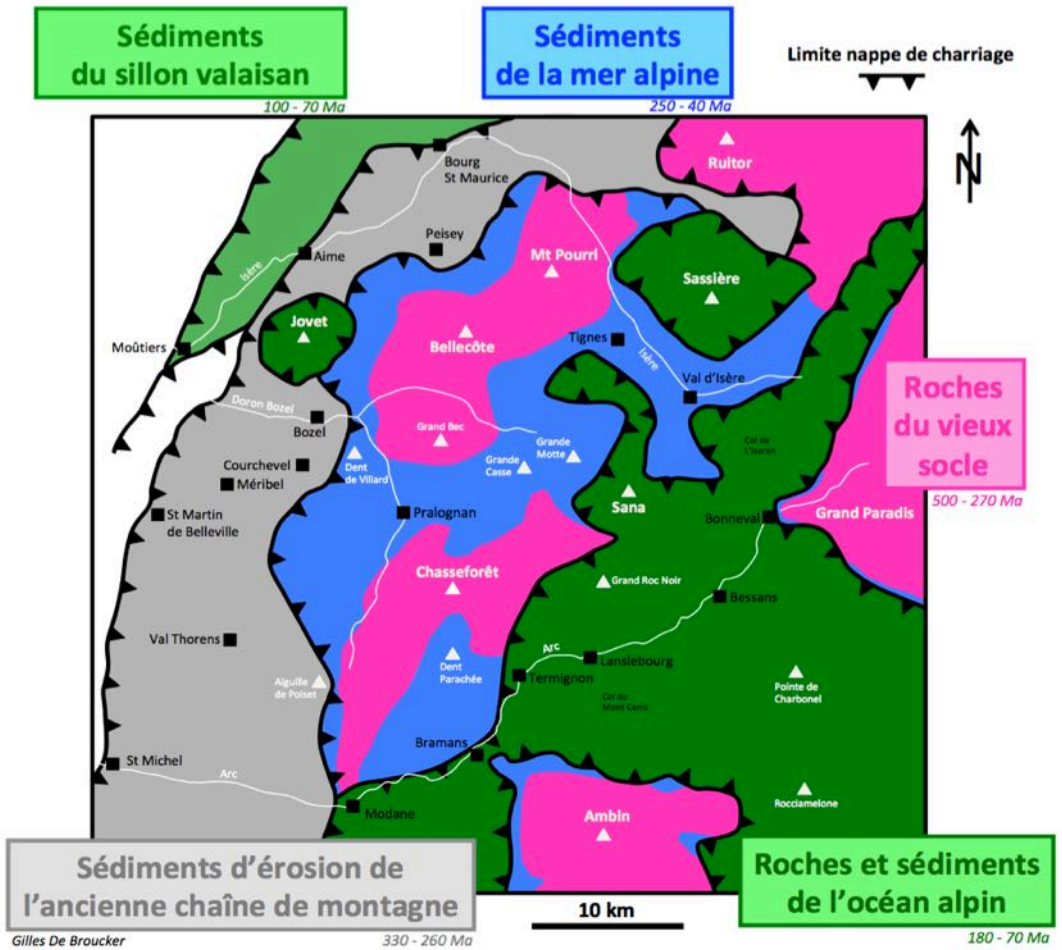 Sédiments
du sillon valaisan
100 - 70 Ma
Sédiments
de la mer alpine
250 - 40 Ma
Limite nappe de charriage
N
Rultor
Bourg
St Maurice
Peisey
Aime
Isère
Mt Pourri
Sassière
Jovet
Bellecôte
Tignes
Isère
Moûtiers
Val d'Isère
Doron Bozel
Bozel
Grand Bec
Grande
Motte
Grande
Casse
Dent
de Villard
Col de
L'Iseran
Courchevel
Méribel
Sana
St Martin
de Belleville
Pralognan
Bonneval
Grand Paradis
Roches
du vieux
socle
500 - 270 Ma
Chasseforêt
Grand Roc Noir
Bessans
Val Thorens
Arc
Lanslebourg
Dent
Parachée
Termignon
Aiguille
de Polset
Pointe de
Charbonel
Col du
Mont Cenis
Bramans
St Michel
Arc
Modane
Rocciamelone
Ambin
Sédiments d'érosion de
l'ancienne chaîne de montagne
330 - 260 Ma
10 km
Roches et sédiments
de l'océan alpin
180 - 70 Ma
Gilles De Broucker